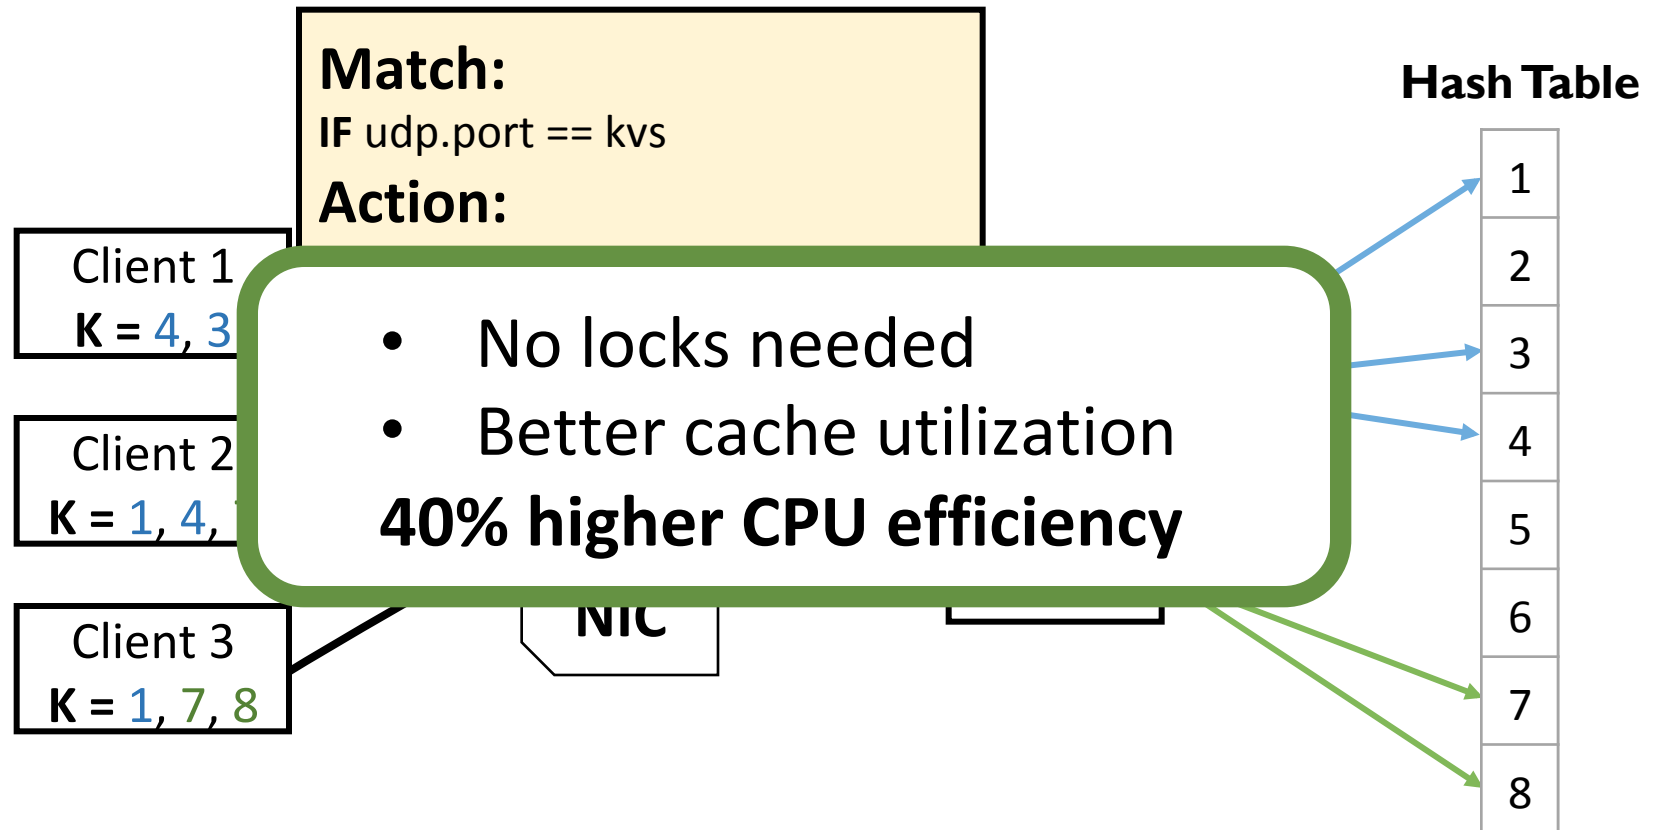 Match:
IF udp.port == kvs
Action:
Hash Table
Client 1
K = 4, 3
Client 2
K = 1, 4,
Client 3
K = 1, 7, 8
No locks needed
Better cache utilization
40% higher CPU efficiency
NIC
1
2
3
4
5
6
7
8